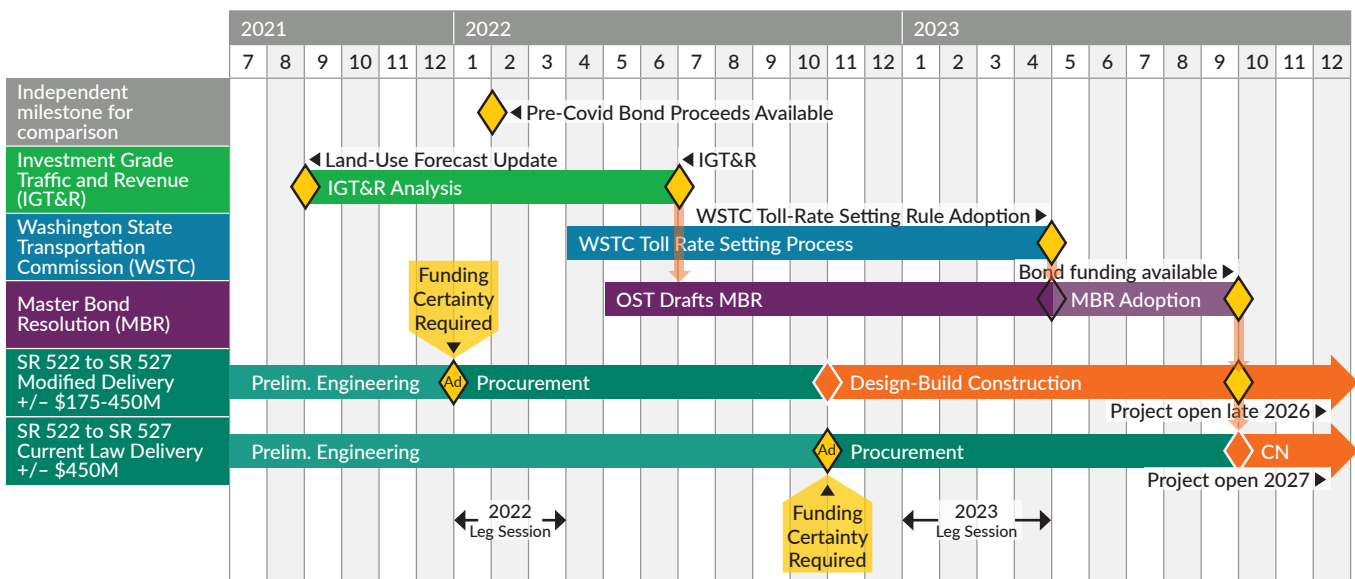 2021 2022 2023
7 8 9 10 11 12 1 2 3 4 5 6 7 8 9 10 11 12 1 2 3 4 5 6 7 8 9 10 11 12
Independent
milestone for
comparison
◀ Pre-Covid Bond Proceeds Available
Investment Grade
Traffic and Revenue
(IGT&R)
◀ Land-Use Forecast Update
◀ IGT&R
IGT&R Analysis
Washington State
Transportation
Commission (WSTC)
WSTC Toll-Rate Setting Rule Adoption ▶
WSTC Toll Rate Setting Process
Master Bond
Resolution (MBR)
Bond funding available ▶
OST Drafts MBR
MBR Adoption
Funding
Certainty
Required
▼
SR 522 to SR 527
Modified Delivery
+/– $175-450M
Prelim. Engineering
Ad
Procurement
Design-Build Construction
Project open late 2026 ▶
SR 522 to SR 527
Current Law Delivery
+/– $450M
Prelim. Engineering
Ad
Procurement
CN
Project open 2027 ▶
2022
Leg Session
▲
Funding
Certainty
Required
2023
Leg Session